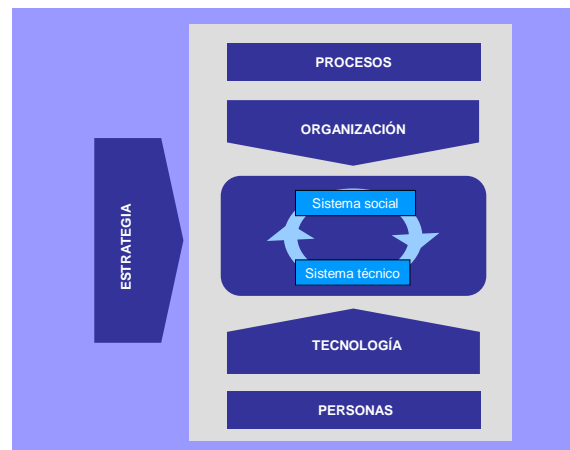 PROCESOS
ORGANIZACIÓN
Sistema social
ESTRATEGIA
Sistema técnico
TECNOLOGÍA
PERSONAS